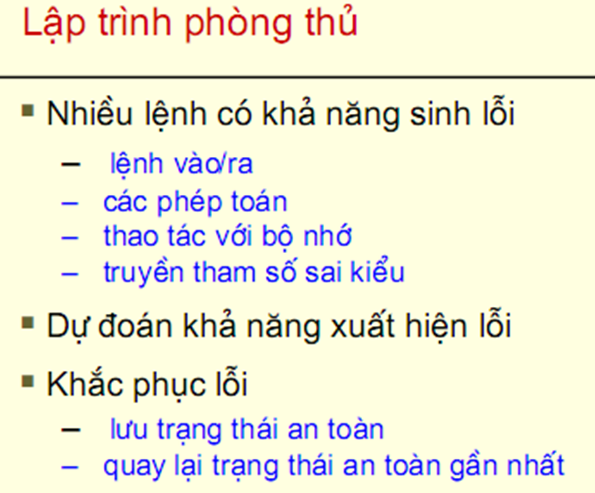 Lập trình phòng thủ
▪ Nhiều lệnh có khả năng sinh lỗi
– lệnh vào/ra
– các phép toán
– thao tác với bộ nhớ
– truyền tham số sai kiểu
▪ Dự đoán khả năng xuất hiện lỗi
▪ Khắc phục lỗi
– lưu trạng thái an toàn
– quay lại trạng thái an toàn gần nhất